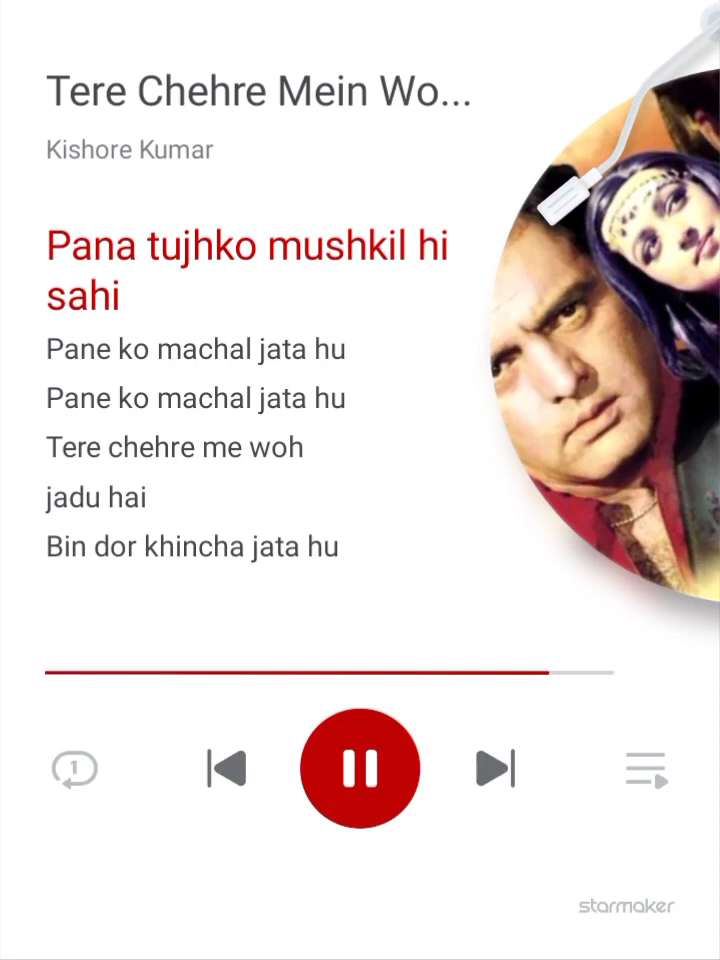 Tere Chehre Mein Wo...
Kishore Kumar
Pana tujhko mushkil hi
sahi
Pane ko machal jata hu
Pane ko machal jata hu
Tere chehre me woh
jadu hai
Bin dor khincha jata hu
1
starmaker